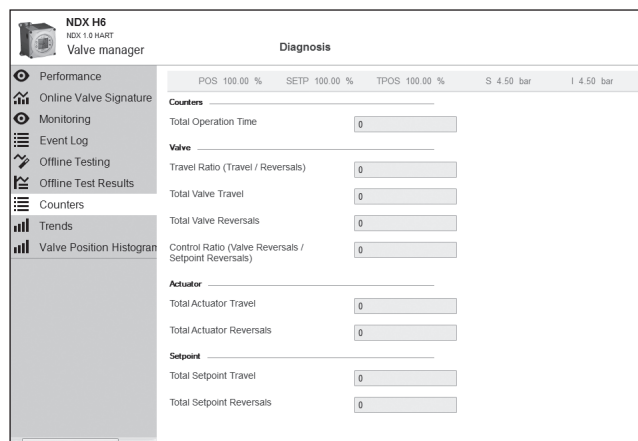 NDX H6
NDX 1.0 HART
Valve manager
Diagnosis
Performance
Online Valve Signature
Monitoring
Event Log
Offline Testing
Offline Test Results
Counters
Trends
Valve Position Histogram
POS 100.00 % SETP 100.00 % TPOS 100.00 % S 4.50 bar I 4.50 bar
Counters
Total Operation Time 0
Valve
Travel Ratio (Travel / Reversals) 0
Total Valve Travel 0
Total Valve Reversals 0
Control Ratio (Valve Reversals / 0
Setpoint Reversals)
Actuator
Total Actuator Travel 0
Total Actuator Reversals 0
Setpoint
Total Setpoint Travel 0
Total Setpoint Reversals 0